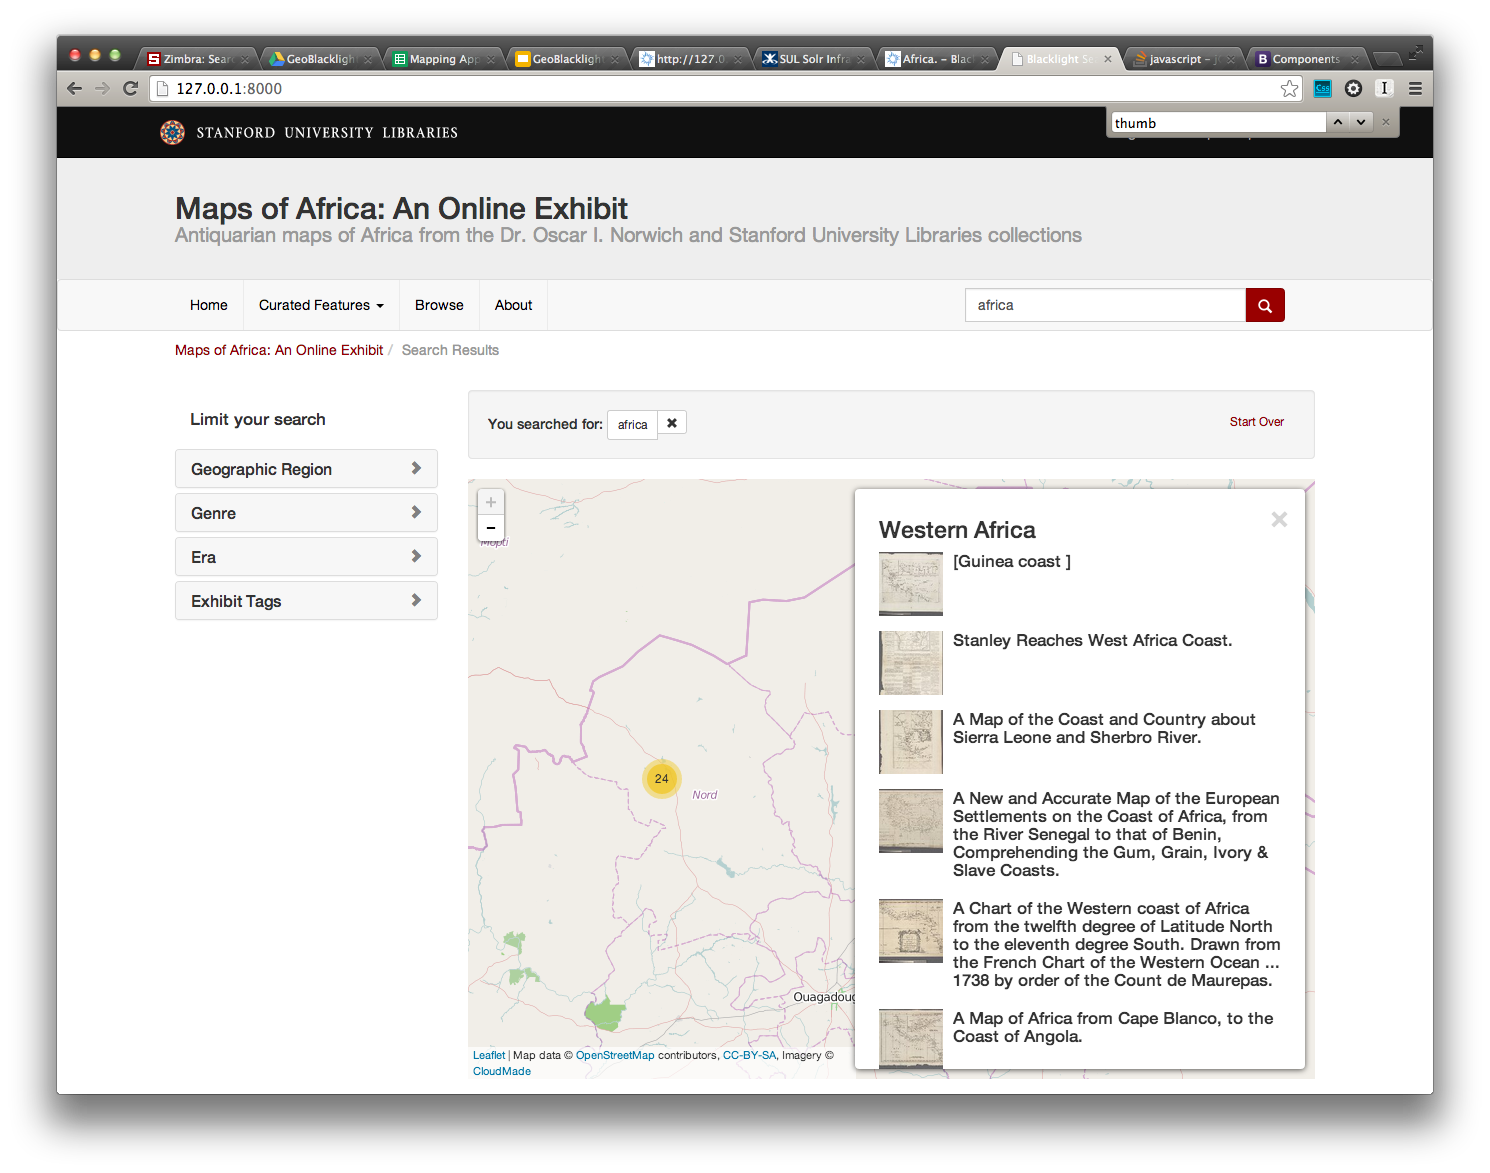 Zimbra: Sear
GeoBlackligh
Mapping App
GeoBlackligh
http://127.0
SUL Solr Infra
Africa. – Blac
Blacklight Se
javascript – j
Components
127.0.0.1:8000
thumb
STANFORD UNIVERSITY LIBRARIES
Maps of Africa: An Online Exhibit
Antiquarian maps of Africa from the Dr. Oscar I. Norwich and Stanford University Libraries collections
Home
Curated Features
Browse
About
africa
Maps of Africa: An Online Exhibit / Search Results
Limit your search
Geographic Region
Genre
Era
Exhibit Tags
You searched for: africa
Start Over
+
-
Mopti
24
Nord
Ouagadoug
Leaflet | Map data © OpenStreetMap contributors, CC-BY-SA, Imagery ©
CloudMade
Western Africa
[Guinea coast ]
Stanley Reaches West Africa Coast.
A Map of the Coast and Country about
Sierra Leone and Sherbro River.
A New and Accurate Map of the European
Settlements on the Coast of Africa, from
the River Senegal to that of Benin,
Comprehending the Gum, Grain, Ivory &
Slave Coasts.
A Chart of the Western coast of Africa
from the twelfth degree of Latitude North
to the eleventh degree South. Drawn from
the French Chart of the Western Ocean ...
1738 by order of the Count de Maurepas.
A Map of Africa from Cape Blanco, to the
Coast of Angola.